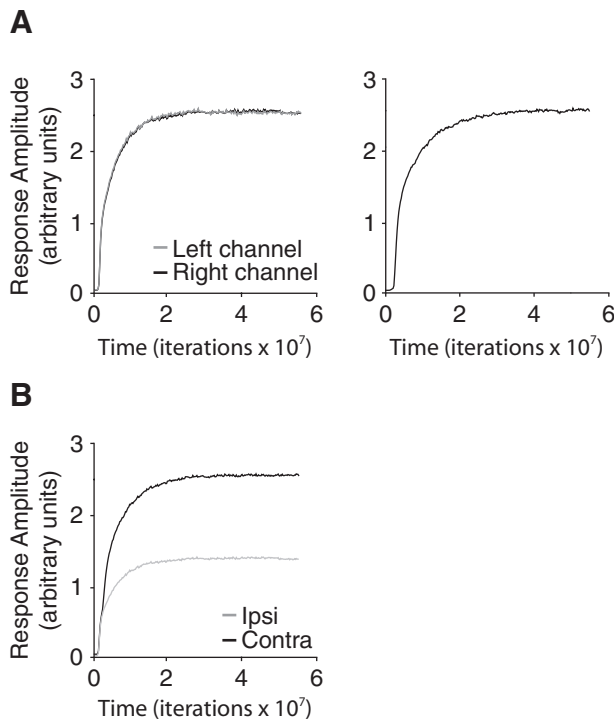 A
Response Amplitude
(arbitrary units)
3
2
1
0
Left channel
Right channel
0 2 4 6
Time (iterations x 10⁷)
3
2
1
0
0 2 4 6
Time (iterations x 10⁷)
B
Response Amplitude
(arbitrary units)
3
2
1
0
Ipsi
Contra
0 2 4 6
Time (iterations x 10⁷)